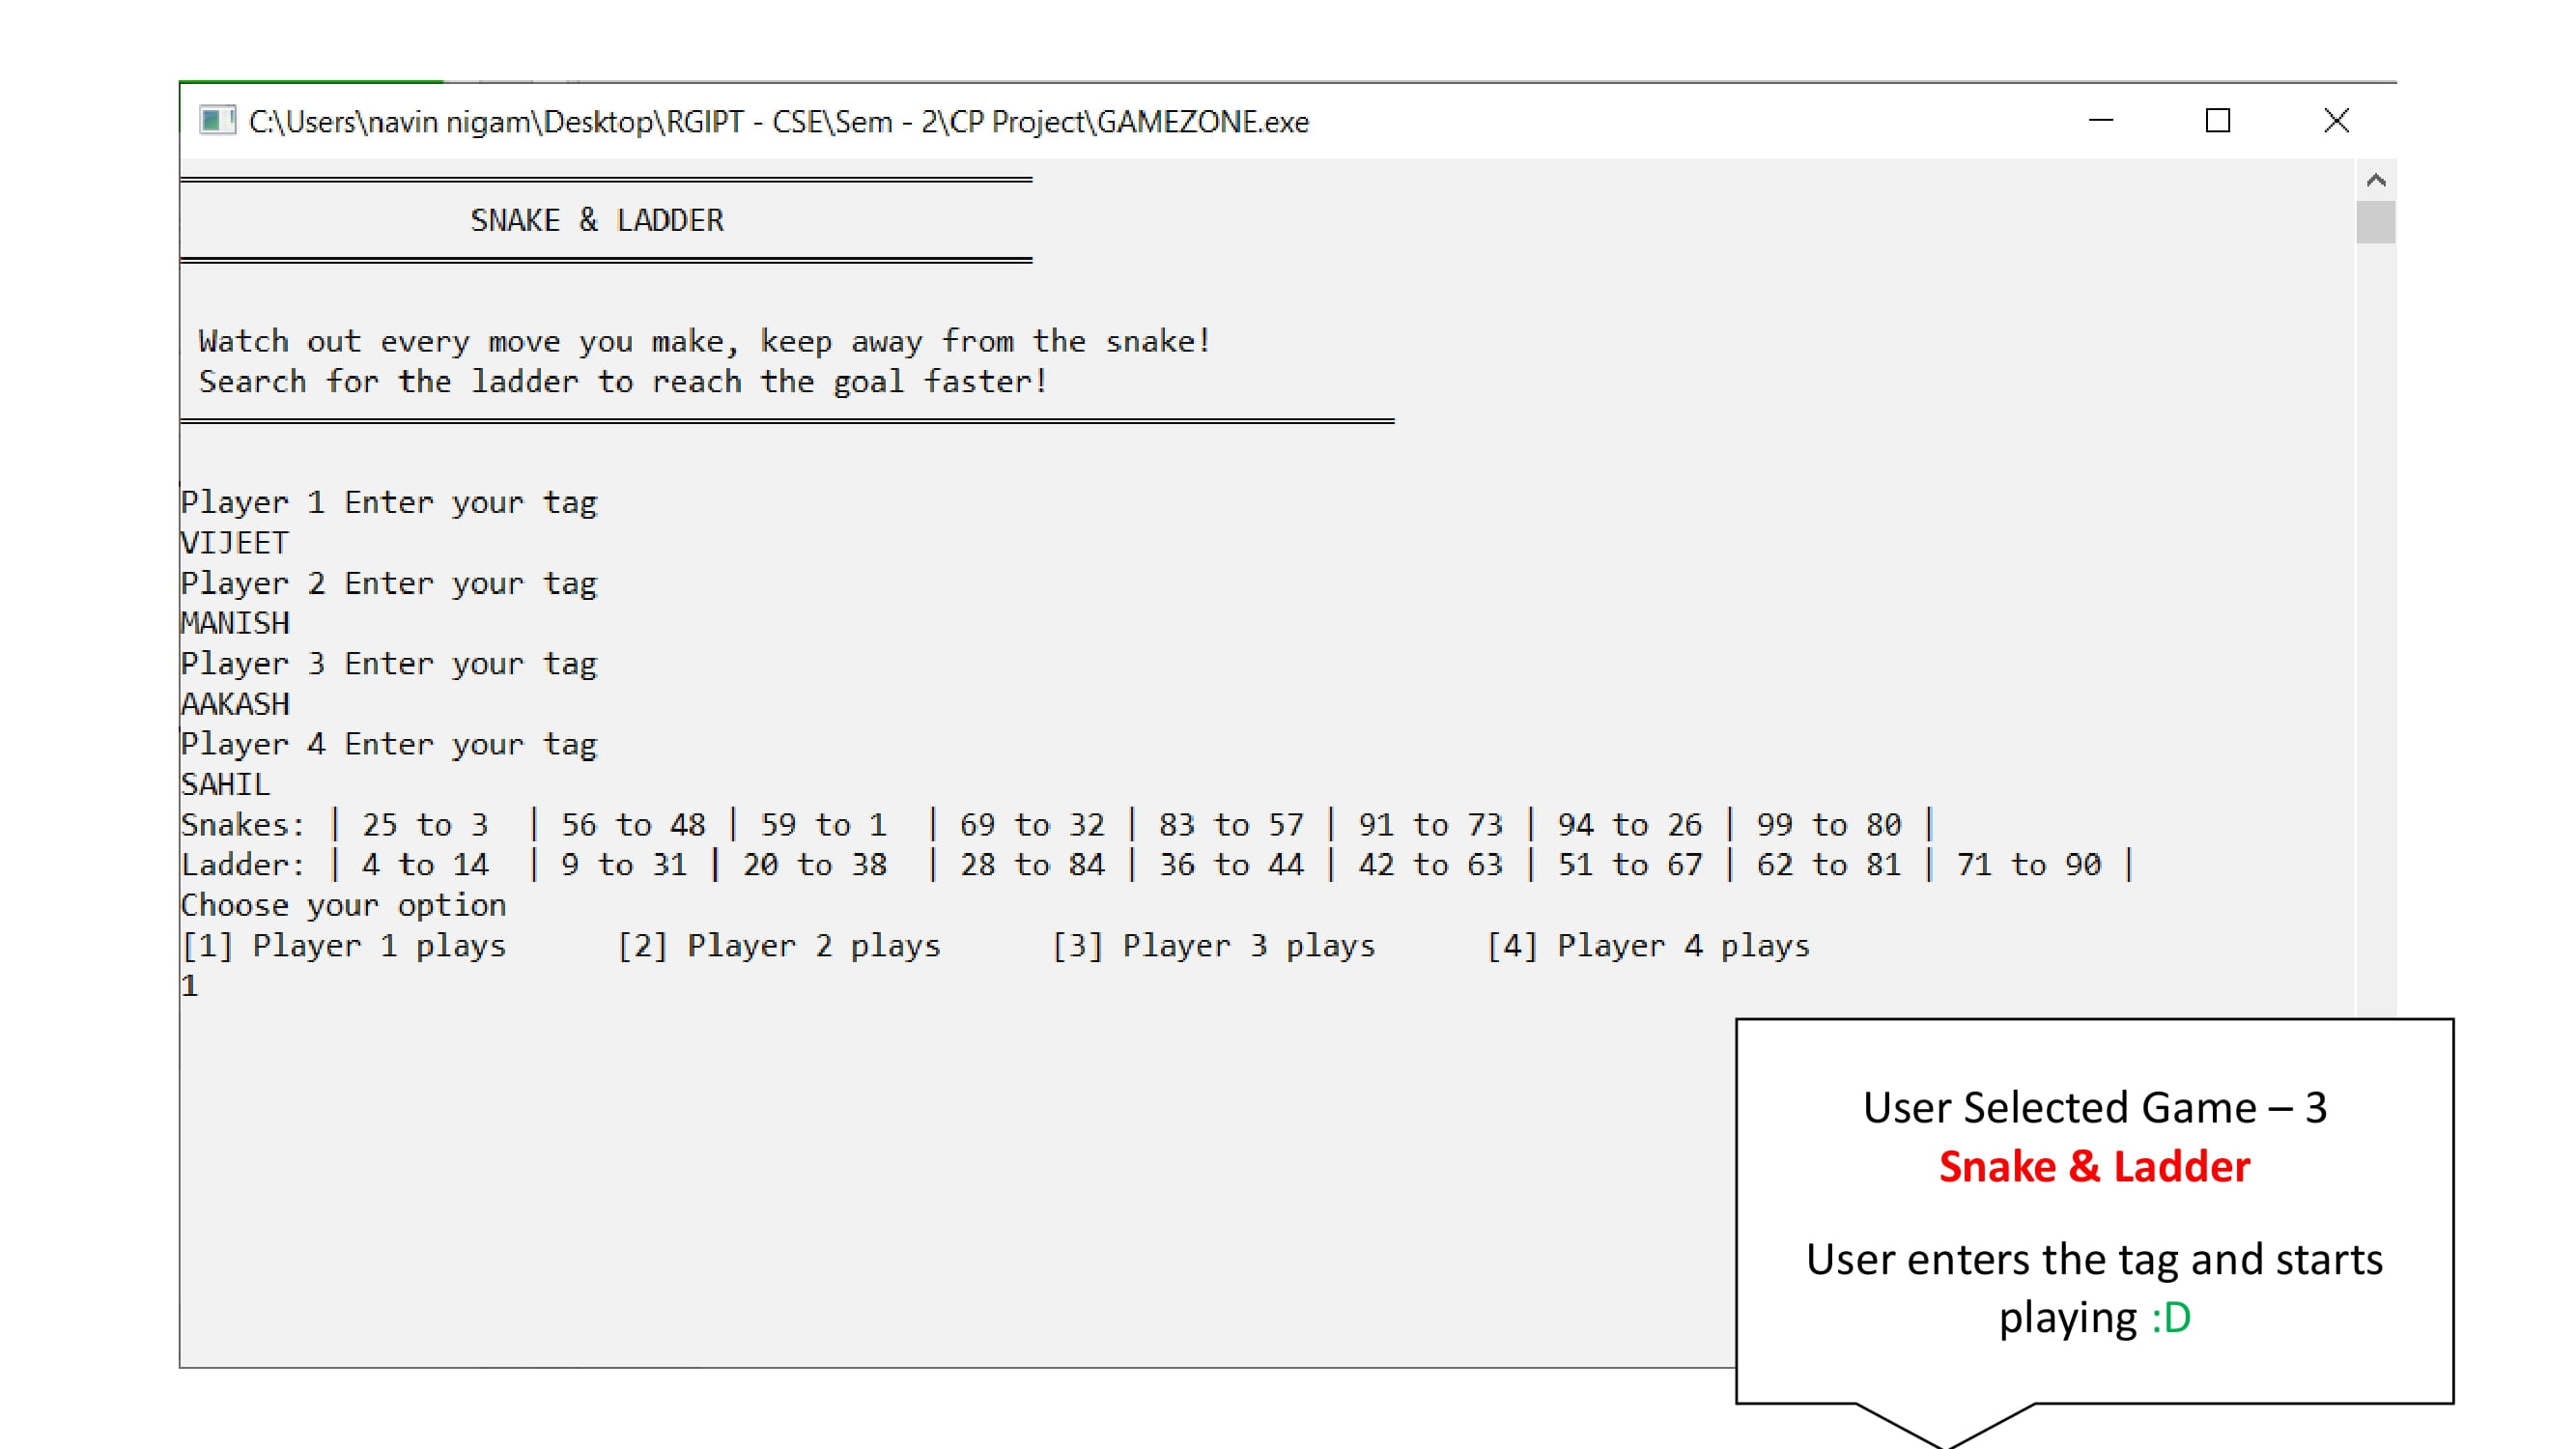 C:\Users\navin nigam\Desktop\RGIPT - CSE\Sem - 2\CP Project\GAMEZONE.exe
SNAKE & LADDER
Watch out every move you make, keep away from the snake!
Search for the ladder to reach the goal faster!
Player 1 Enter your tag
VIJEET
Player 2 Enter your tag
MANISH
Player 3 Enter your tag
AAKASH
Player 4 Enter your tag
SAHIL
Snakes: | 25 to 3  | 56 to 48 | 59 to 1  | 69 to 32 | 83 to 57 | 91 to 73 | 94 to 26 | 99 to 80 |
Ladder: | 4 to 14  | 9 to 31 | 20 to 38  | 28 to 84 | 36 to 44 | 42 to 63 | 51 to 67 | 62 to 81 | 71 to 90 |
Choose your option
[1] Player 1 plays      [2] Player 2 plays      [3] Player 3 plays      [4] Player 4 plays
1
User Selected Game – 3
Snake & Ladder
User enters the tag and starts
playing :D